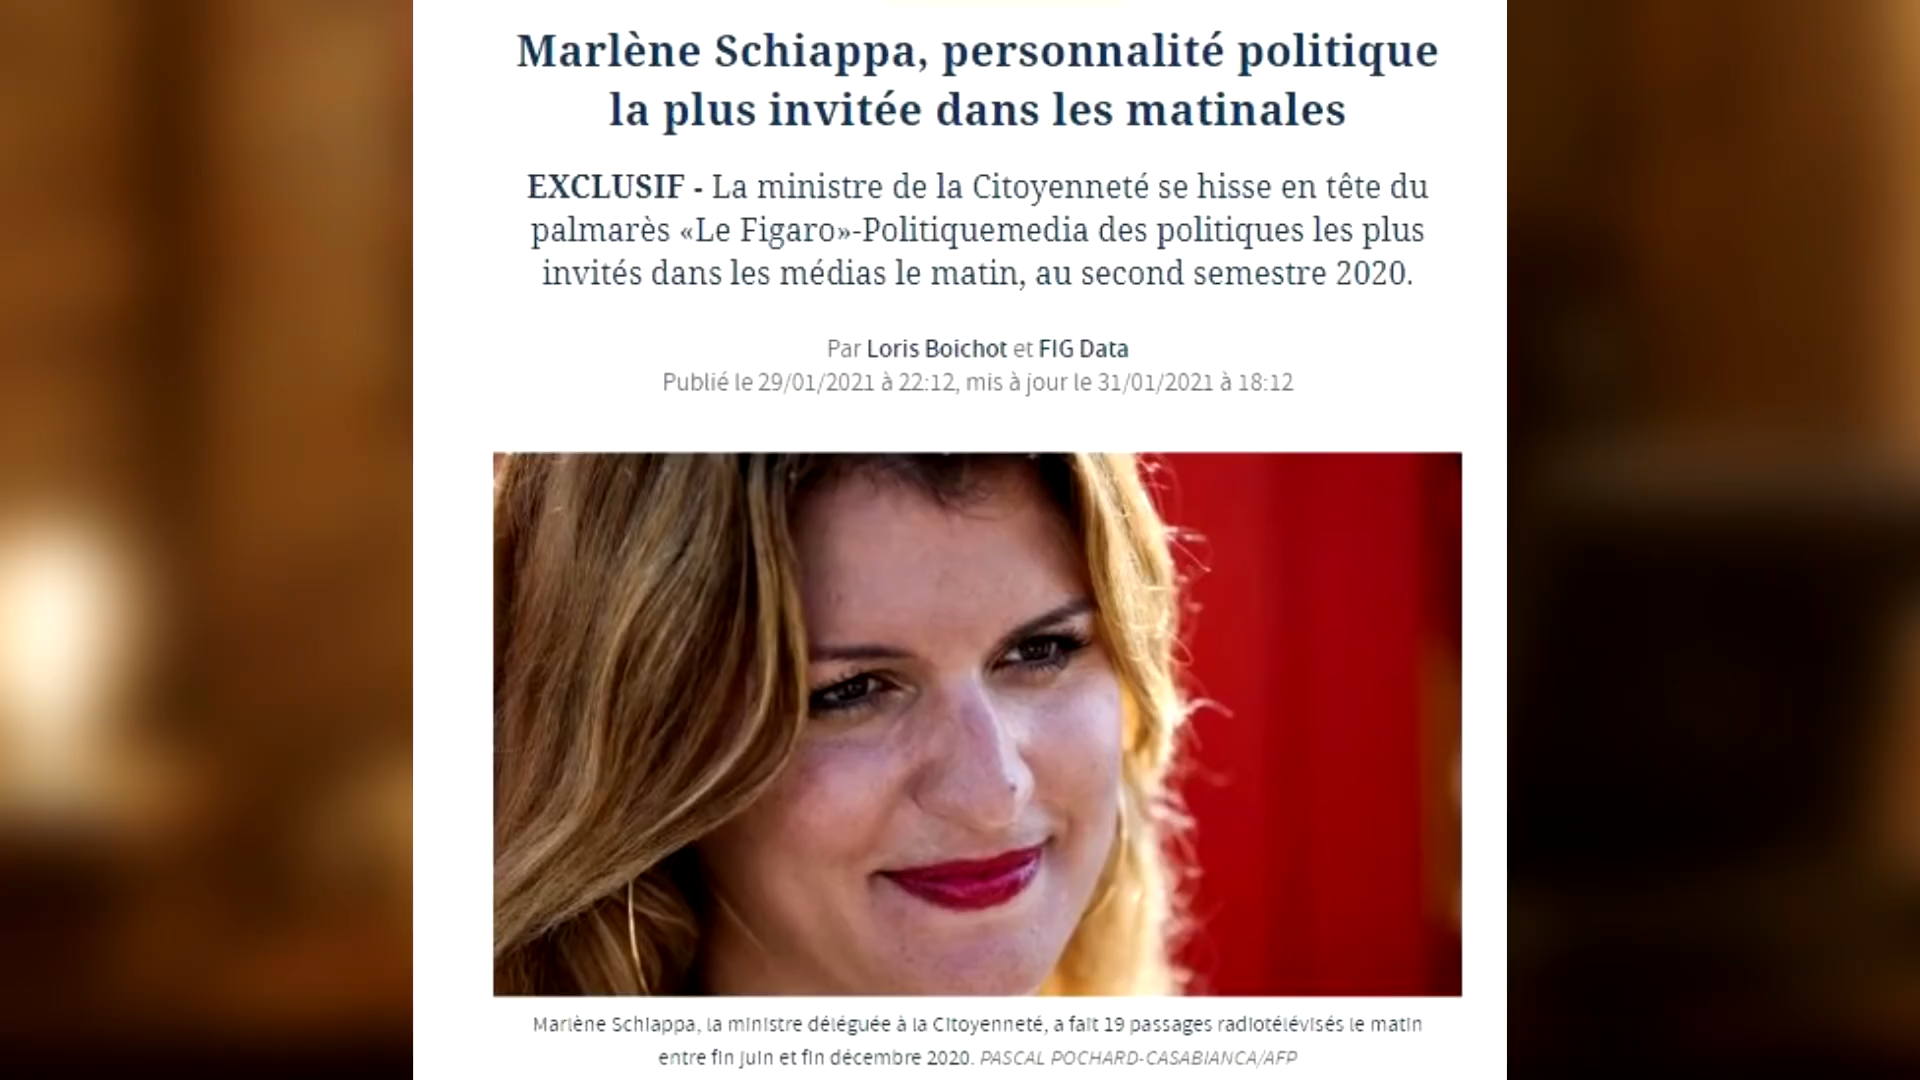 Marlène Schiappa, personnalité politique
la plus invitée dans les matinales
EXCLUSIF - La ministre de la Citoyenneté se hisse en tête du
palmarès «Le Figaro»-Politiquemedia des politiques les plus
invités dans les médias le matin, au second semestre 2020.
Par Loris Boichot et FIG Data
Publié le 29/01/2021 à 22:12, mis à jour le 31/01/2021 à 18:12
Marlène Schiappa, la ministre déléguée à la Citoyenneté, a fait 19 passages radiotélévisés le matin
entre fin juin et fin décembre 2020. PASCAL POCHARD-CASABIANCA/AFP